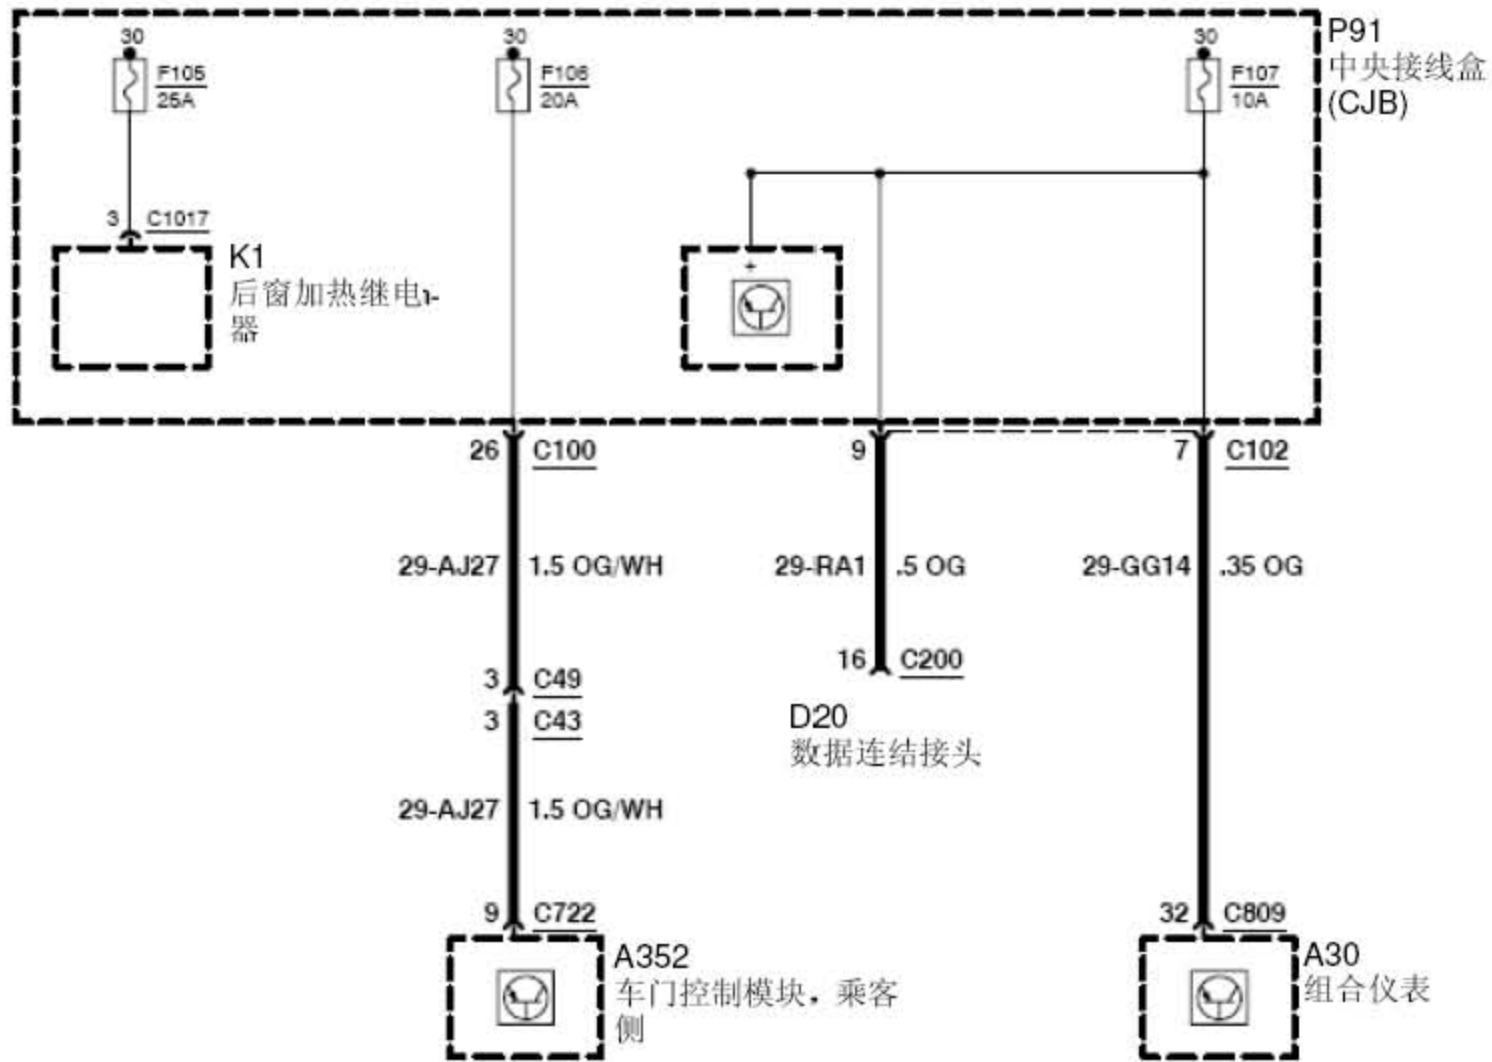 30
30
30
P91
F105
F106
F107
中央接线盒
25A
20A
10A
(CJB)
3 C1017
K1
后窗加热继电
器
+
26 C100
9
7 C102
29-AJ27 1.5 OG/WH
29-RA1 .5 OG
29-GG14 .35 OG
16 C200
3 C49
3 C43
D20
数据连结接头
29-AJ27 1.5 OG/WH
9 C722
32 C809
A352
A30
车门控制模块，乘客
组合仪表
侧